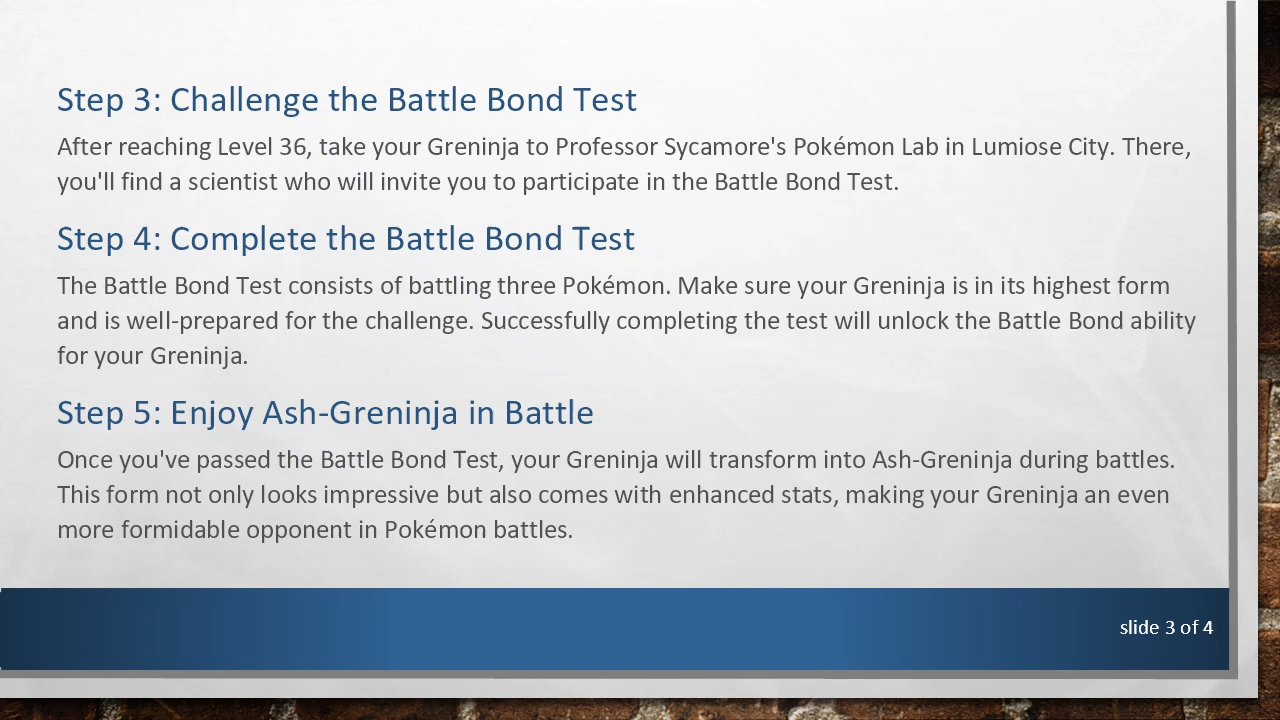 Step 3: Challenge the Battle Bond Test
After reaching Level 36, take your Greninja to Professor Sycamore's Pokémon Lab in Lumiose City. There,
you'll find a scientist who will invite you to participate in the Battle Bond Test.
Step 4: Complete the Battle Bond Test
The Battle Bond Test consists of battling three Pokémon. Make sure your Greninja is in its highest form
and is well-prepared for the challenge. Successfully completing the test will unlock the Battle Bond ability
for your Greninja.
Step 5: Enjoy Ash-Greninja in Battle
Once you've passed the Battle Bond Test, your Greninja will transform into Ash-Greninja during battles.
This form not only looks impressive but also comes with enhanced stats, making your Greninja an even
more formidable opponent in Pokémon battles.
slide 3 of 4